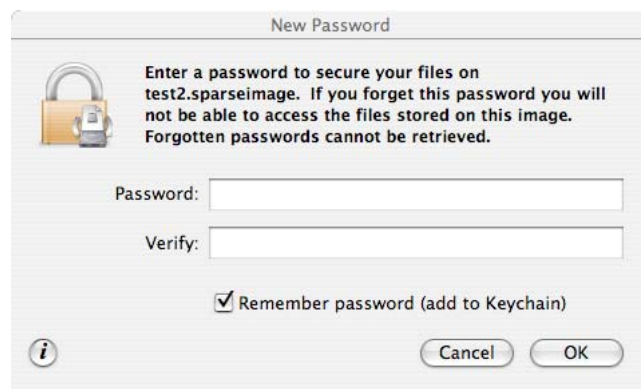 New Password
Enter a password to secure your files on
test2.sparseimage. If you forget this password you will
not be able to access the files stored on this image.
Forgotten passwords cannot be retrieved.
Password:
Verify:
Remember password (add to Keychain)
i
Cancel
OK